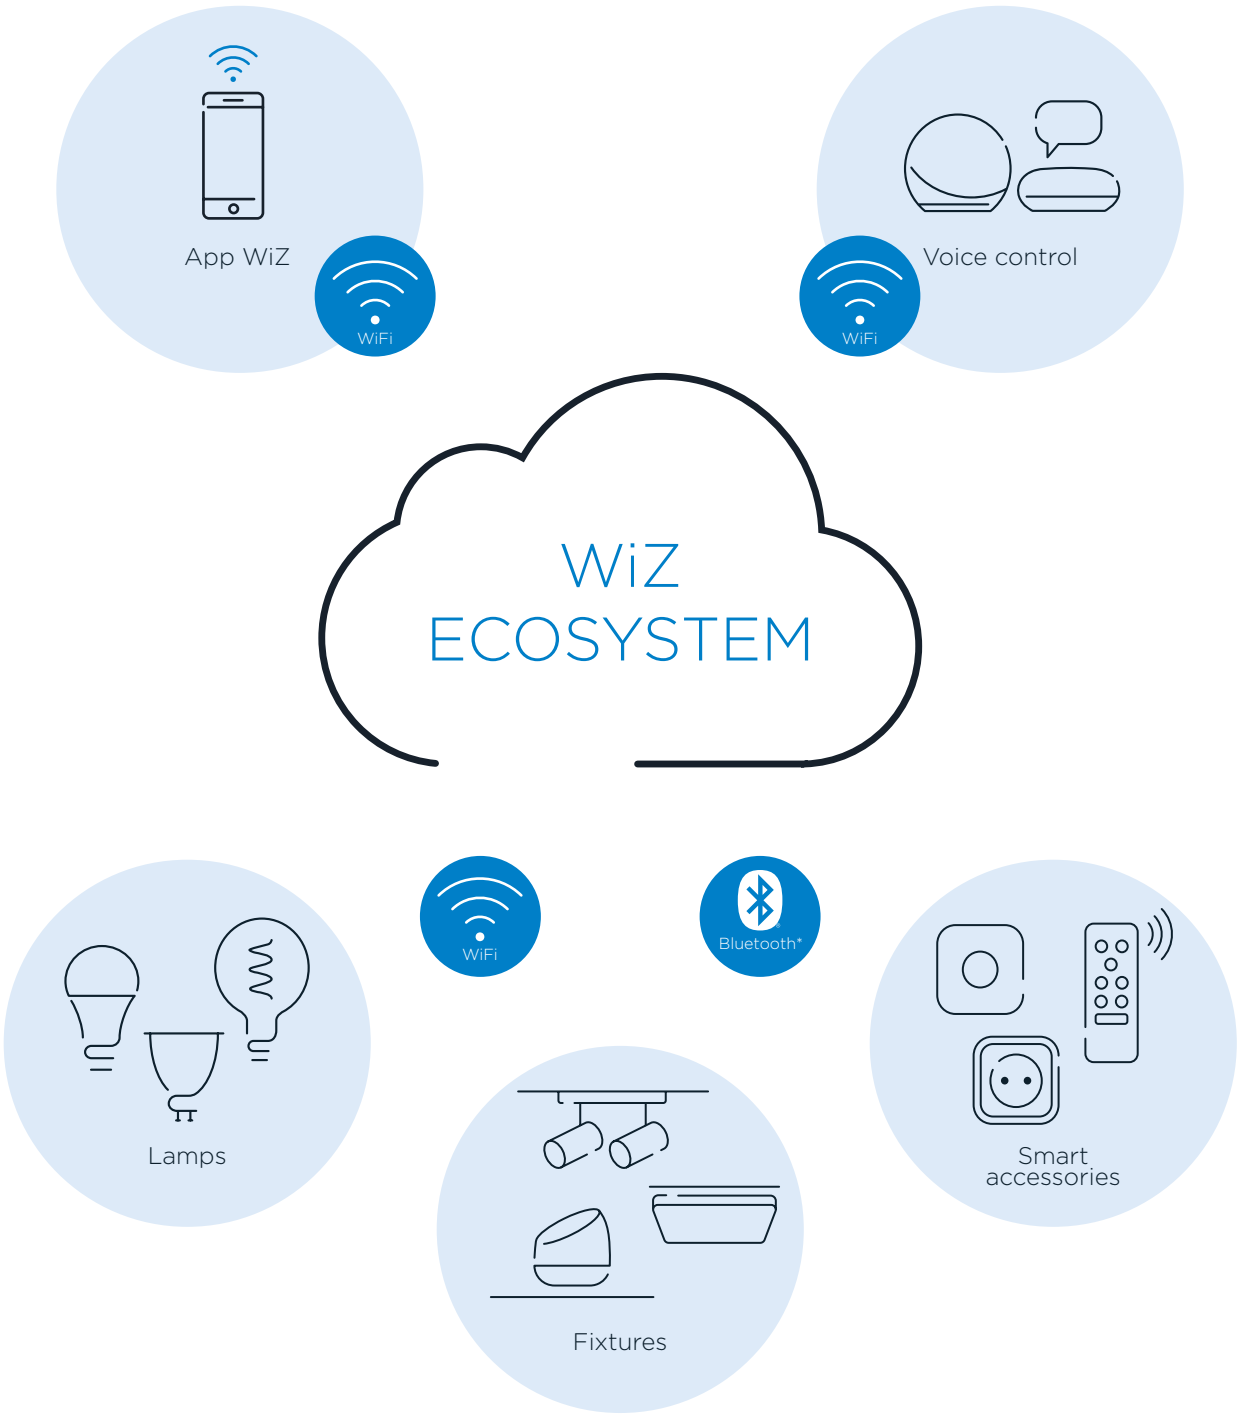 App WiZ
Voice control
WiFi
WiFi
WiZ
ECOSYSTEM
WiFi
Bluetooth*
Lamps
Smart
accessories
Fixtures